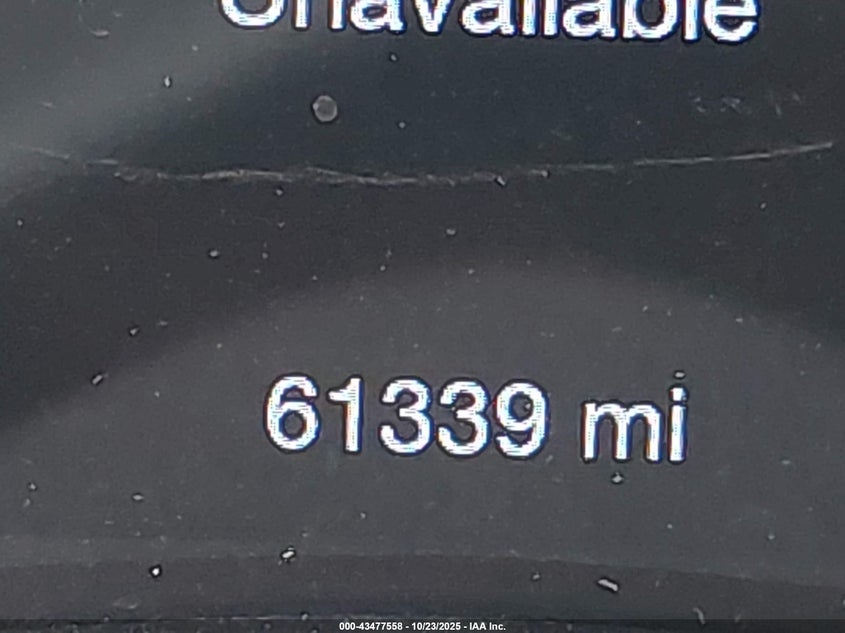 Unavailable
61339 mi
000-43477558 - 10/23/2025 - IAA Inc.